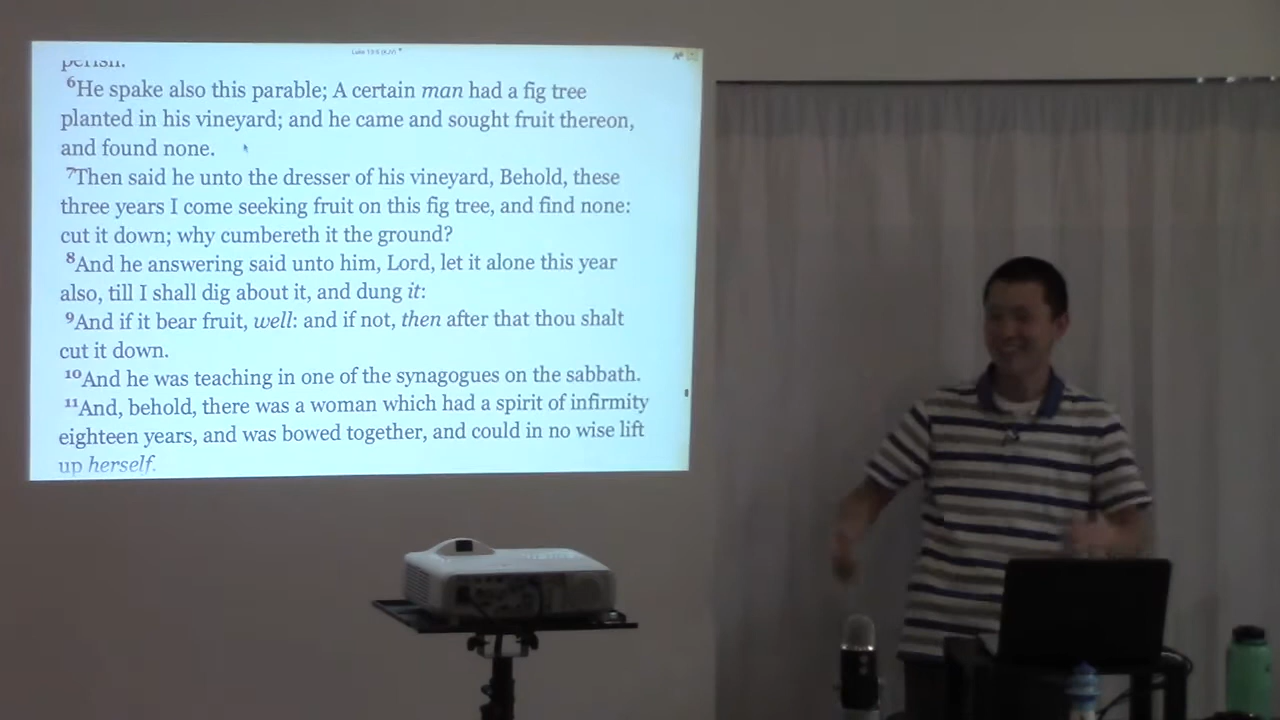 Luke 13:5 (KJV)
perish.
6He spake also this parable; A certain man had a fig tree
planted in his vineyard; and he came and sought fruit thereon,
and found none.
7Then said he unto the dresser of his vineyard, Behold, these
three years I come seeking fruit on this fig tree, and find none:
cut it down; why cumbereth it the ground?
8And he answering said unto him, Lord, let it alone this year
also, till I shall dig about it, and dung it:
9And if it bear fruit, well: and if not, then after that thou shalt
cut it down.
10And he was teaching in one of the synagogues on the sabbath.
11And, behold, there was a woman which had a spirit of infirmity
eighteen years, and was bowed together, and could in no wise lift
up herself.